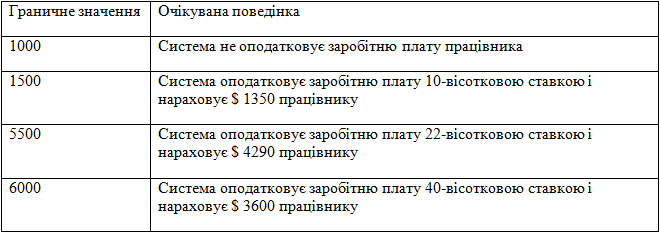 Граничне значення Очікувана поведінка
1000 Система не оподатковує заробітню плату працівника
1500 Система оподатковує заробітню плату 10-вісотковою ставкою і
нараховує $ 1350 працівнику
5500 Система оподатковує заробітню плату 22-вісотковою ставкою і
нараховує $ 4290 працівнику
6000 Система оподатковує заробітню плату 40-вісотковою ставкою і
нараховує $ 3600 працівнику